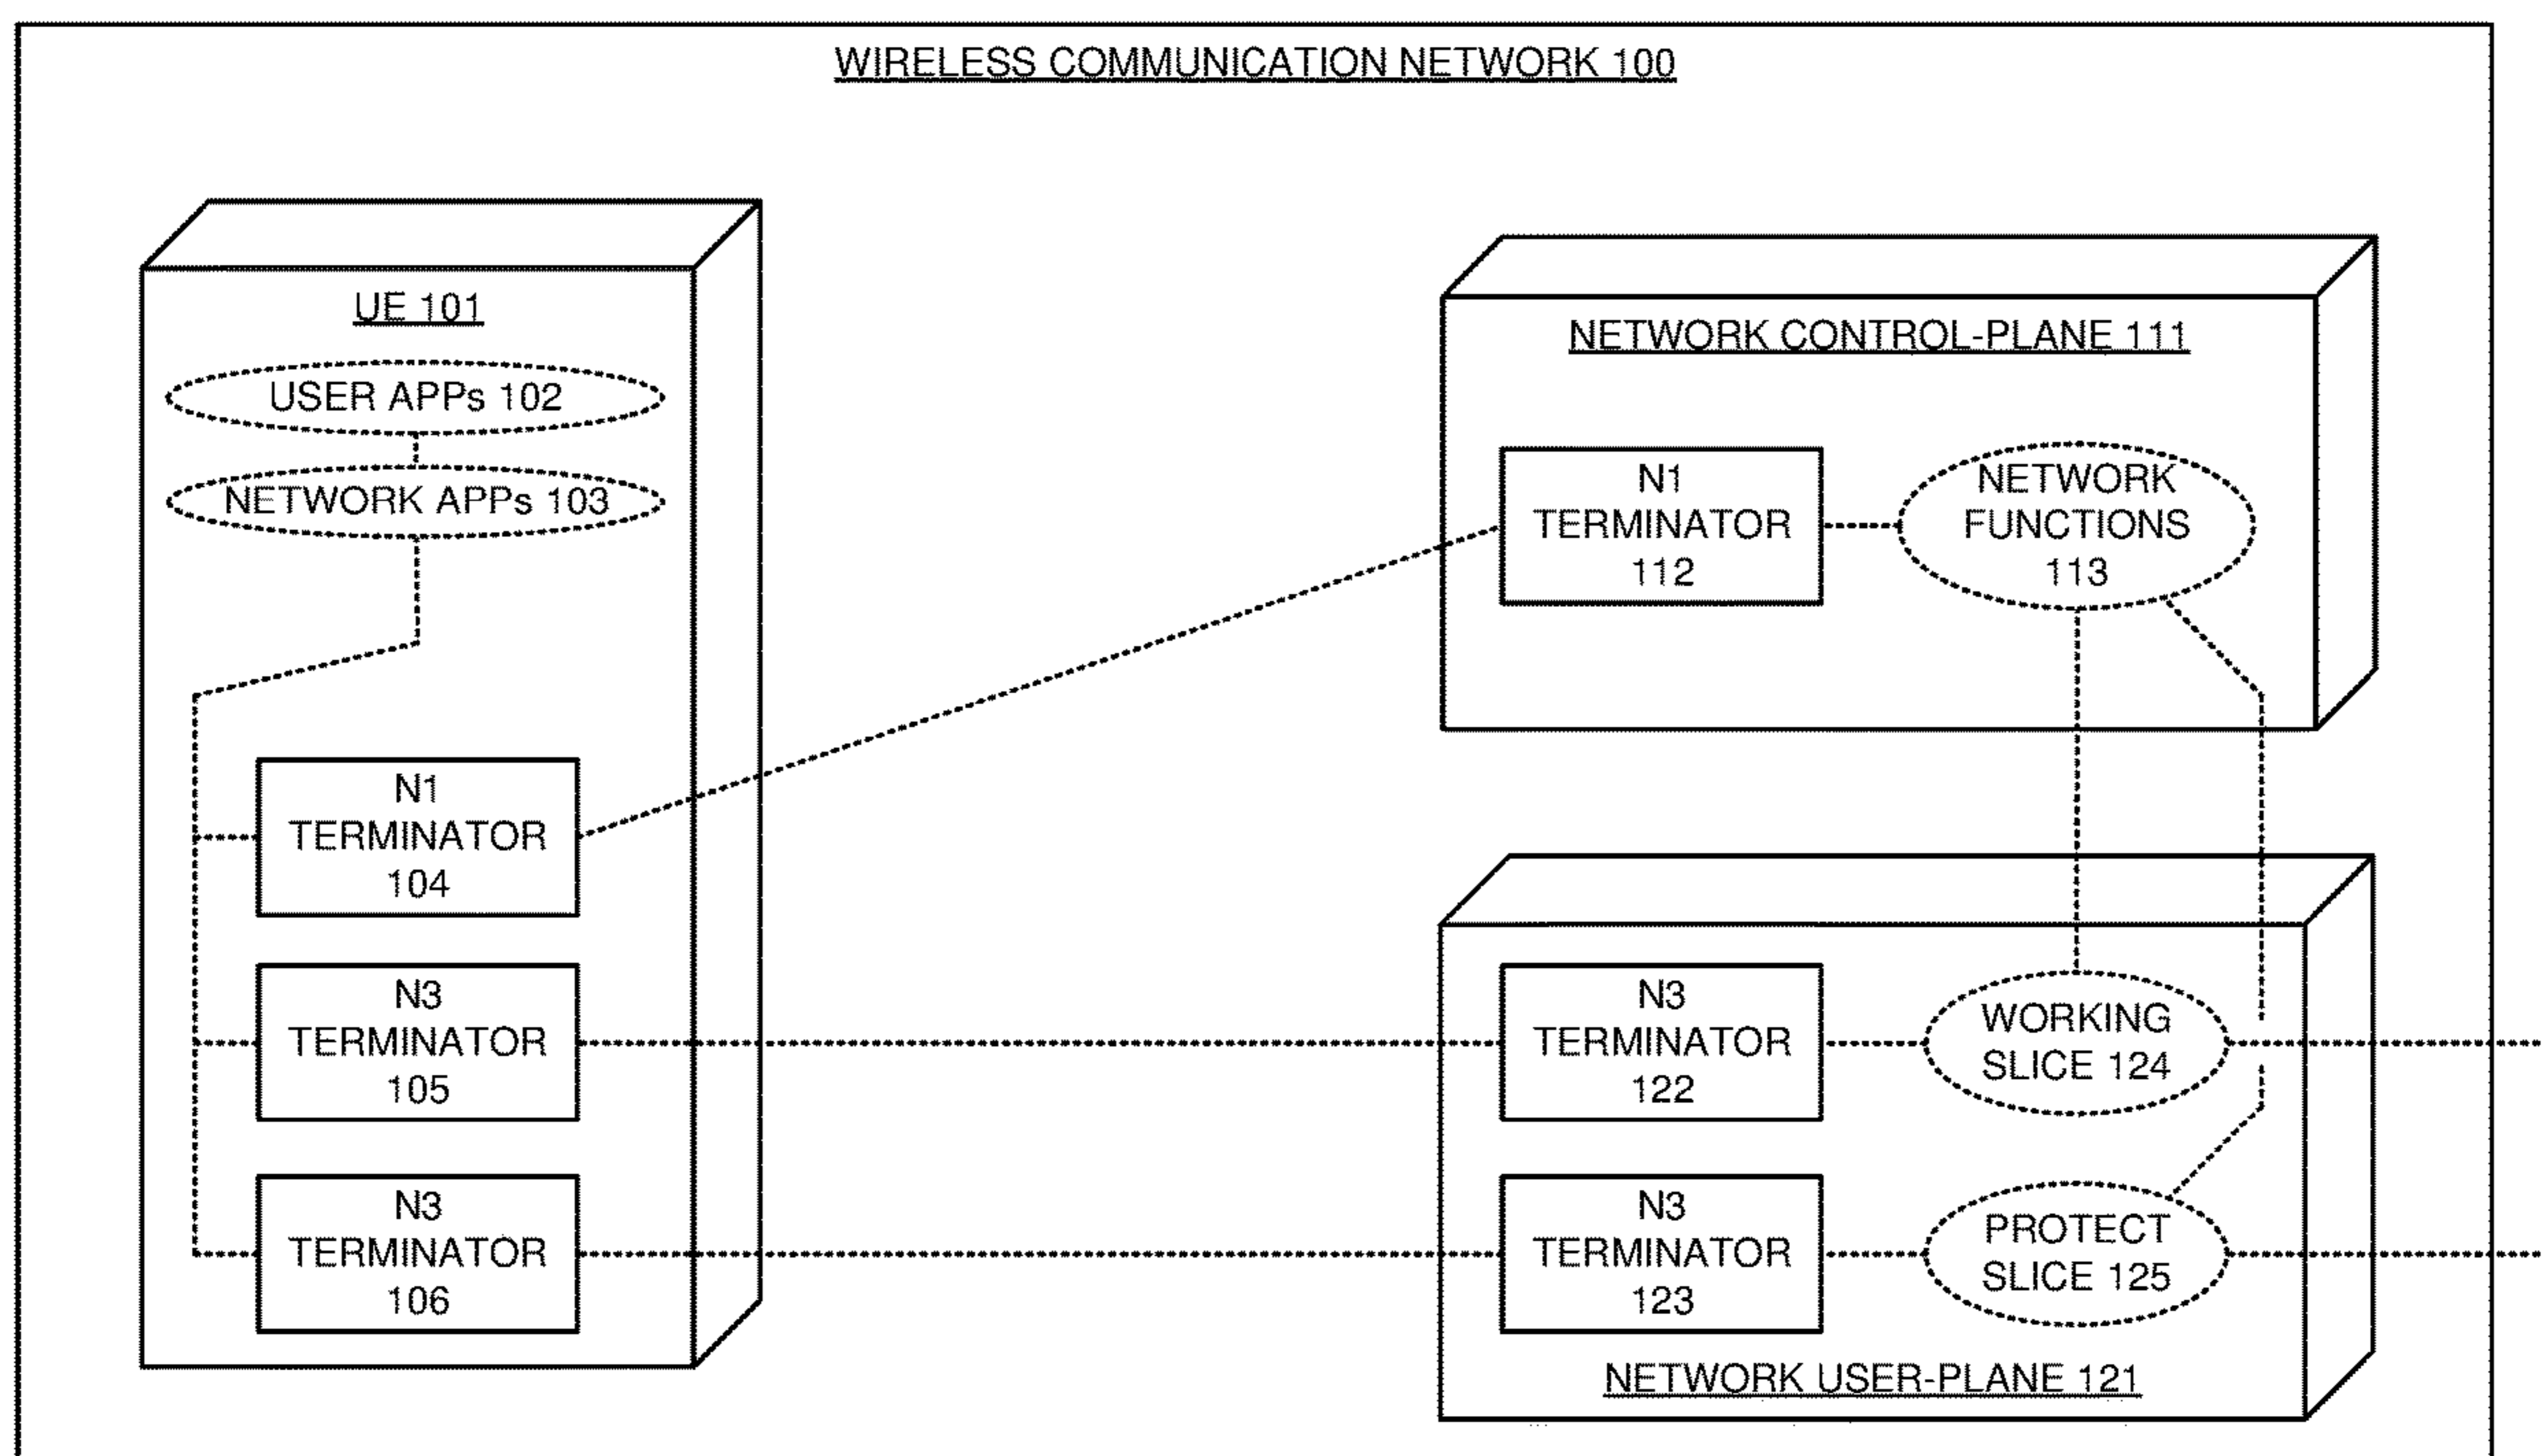 WIRELESS COMMUNICATION NETWORK 100
UE 101
USER APPs 102
NETWORK APPs 103
N1
TERMINATOR
104
N3
TERMINATOR
105
N3
TERMINATOR
106
NETWORK CONTROL-PLANE 111
N1
TERMINATOR
112
NETWORK
FUNCTIONS
113
N3
TERMINATOR
122
WORKING
SLICE 124
N3
TERMINATOR
123
PROTECT
SLICE 125
NETWORK USER-PLANE 121